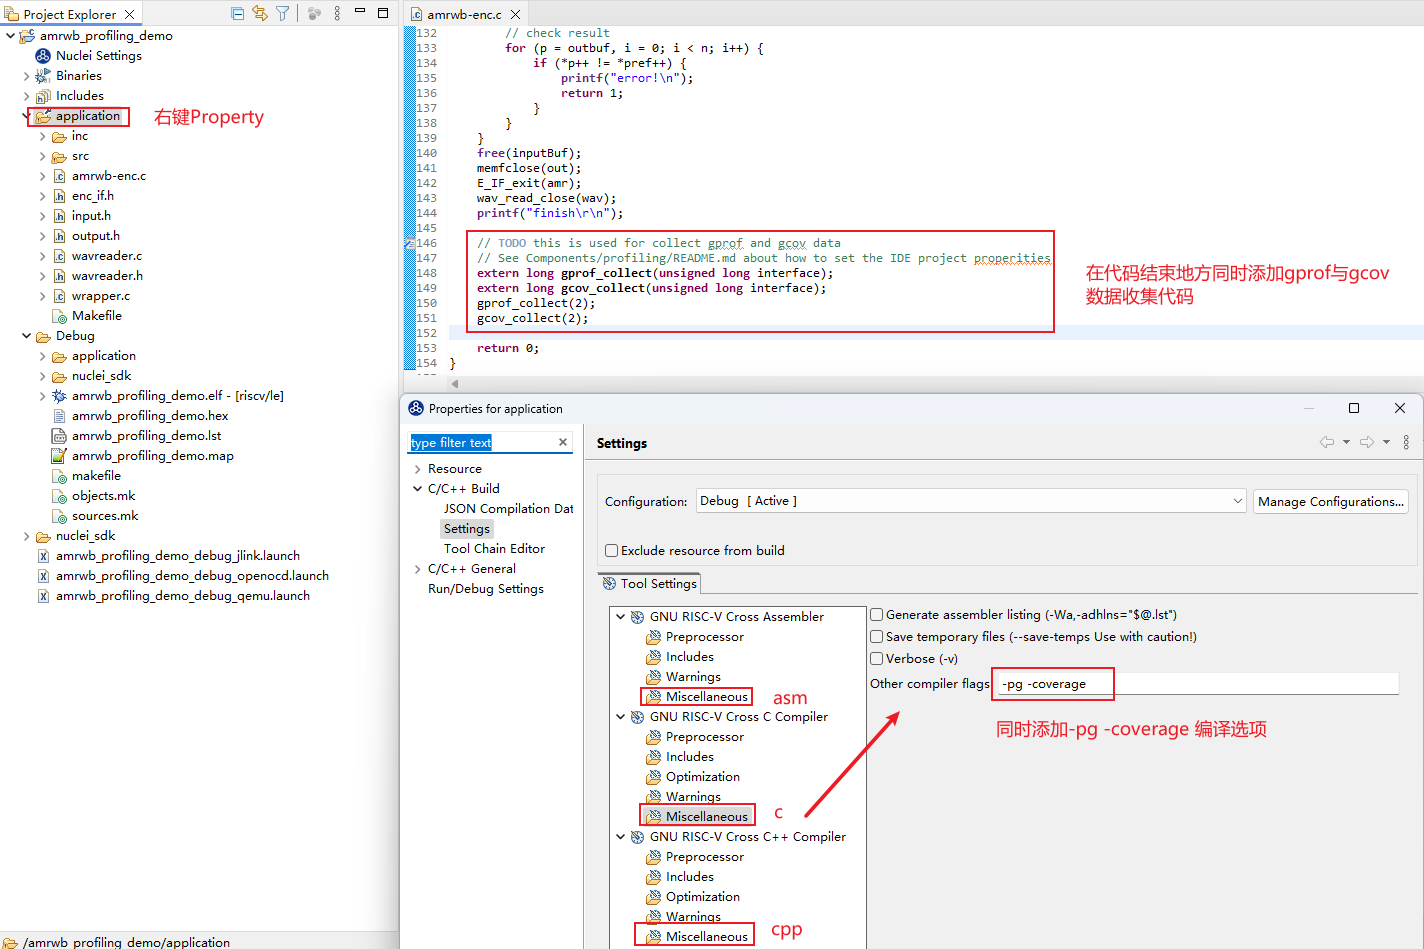 Project Explorer
amrwb_profiling_demo
Nuclei Settings
Binaries
Includes
application
右键Property
inc
src
amrwb-enc.c
enc_if.h
input.h
output.h
wavreader.c
wavreader.h
wrapper.c
Makefile
Debug
application
nuclei_sdk
amrwb_profiling_demo.elf - [riscv/le]
amrwb_profiling_demo.hex
amrwb_profiling_demo.lst
amrwb_profiling_demo.map
makefile
objects.mk
sources.mk
nuclei_sdk
amrwb_profiling_demo_debug_jlink.launch
amrwb_profiling_demo_debug_openocd.launch
amrwb_profiling_demo_debug_qemu.launch
/amrwb_profiling_demo/application
amrwb-enc.c
132 // check result
133 for (p = outbuf, i = 0; i < n; i++) {
134 if (*p++ != *pref++) {
135 printf("error!\n");
136 return 1;
137 }
138 }
139 }
140 free(inputBuf);
141 memfclose(out);
142 E_IF_exit(amr);
143 wav_read_close(wav);
144 printf("finish\r\n");
145
146 // TODO this is used for collect gprof and gcov data
147 // See Components/profiling/README.md about how to set the IDE project properities
148 extern long gprof_collect(unsigned long interface);
149 extern long gcov_collect(unsigned long interface);
150 gprof_collect(2);
151 gcov_collect(2);
152
153 return 0;
154 }
在代码结束地方同时添加gprof与gcov
数据收集代码
Properties for application
type filter text
Resource
C/C++ Build
JSON Compilation Dat
Settings
Tool Chain Editor
C/C++ General
Run/Debug Settings
Settings
Configuration: Debug [ Active ] Manage Configurations...
Exclude resource from build
Tool Settings
GNU RISC-V Cross Assembler
Preprocessor
Includes
Warnings
Miscellaneous asm
GNU RISC-V Cross C Compiler
Preprocessor
Includes
Optimization
Warnings
Miscellaneous c
GNU RISC-V Cross C++ Compiler
Preprocessor
Includes
Optimization
Warnings
Miscellaneous cpp
Generate assembler listing (-Wa,-adhlns="$@.lst")
Save temporary files (--save-temps Use with caution!)
Verbose (-v)
Other compiler flags -pg -coverage
同时添加-pg -coverage 编译选项